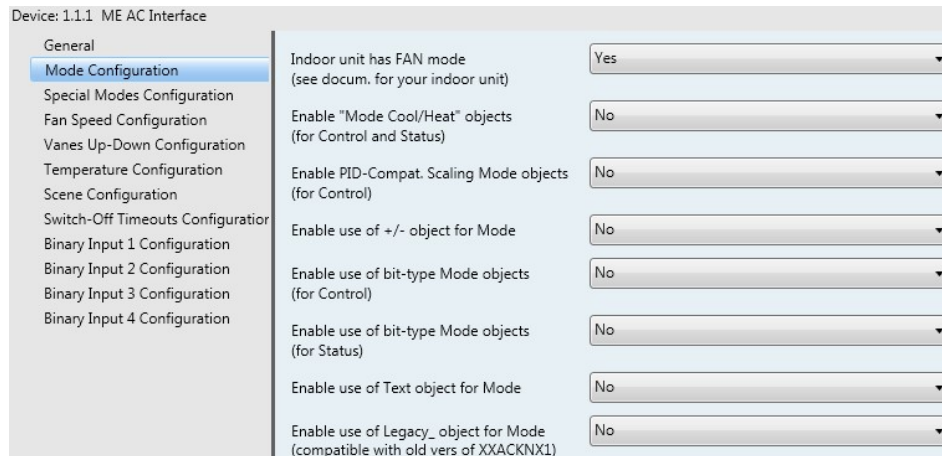 Device: 1.1.1 ME AC Interface
General
Mode Configuration
Special Modes Configuration
Fan Speed Configuration
Vanes Up-Down Configuration
Temperature Configuration
Scene Configuration
Switch-Off Timeouts Configuration
Binary Input 1 Configuration
Binary Input 2 Configuration
Binary Input 3 Configuration
Binary Input 4 Configuration
Indoor unit has FAN mode
(see docum. for your indoor unit)
Yes
Enable "Mode Cool/Heat" objects
(for Control and Status)
No
Enable PID-Compat. Scaling Mode objects
(for Control)
No
Enable use of +/- object for Mode
No
Enable use of bit-type Mode objects
(for Control)
No
Enable use of bit-type Mode objects
(for Status)
No
Enable use of Text object for Mode
No
Enable use of Legacy_ object for Mode
(compatible with old vers of XXACKNX1)
No